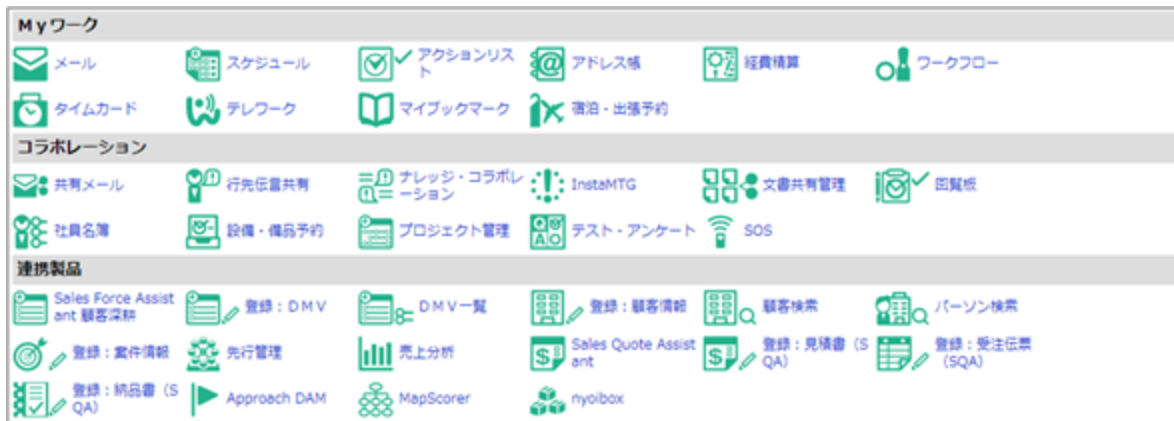 Myワーク
メール
スケジュール
アクションリス
ト
アドレス帳
経費精算
ワークフロー
タイムカード
テレワーク
マイブックマーク
宿泊・出張予約
コラボレーション
共有メール
行先伝言共有
ナレッジ・コラボレ
ーション
InstaMTG
文書共有管理
回覧板
社員名簿
設備・備品予約
プロジェクト管理
テスト・アンケート
SOS
連携製品
Sales Force Assist
ant 顧客深耕
登録：DMV
DMV一覧
登録：顧客情報
顧客検索
パーソン検索
登録：案件情報
先行管理
売上分析
Sales Quote Assist
ant
登録：見積書（S
QA）
登録：受注伝票
（SQA）
登録：納品書（S
QA）
Approach DAM
MapScorer
nyoibox